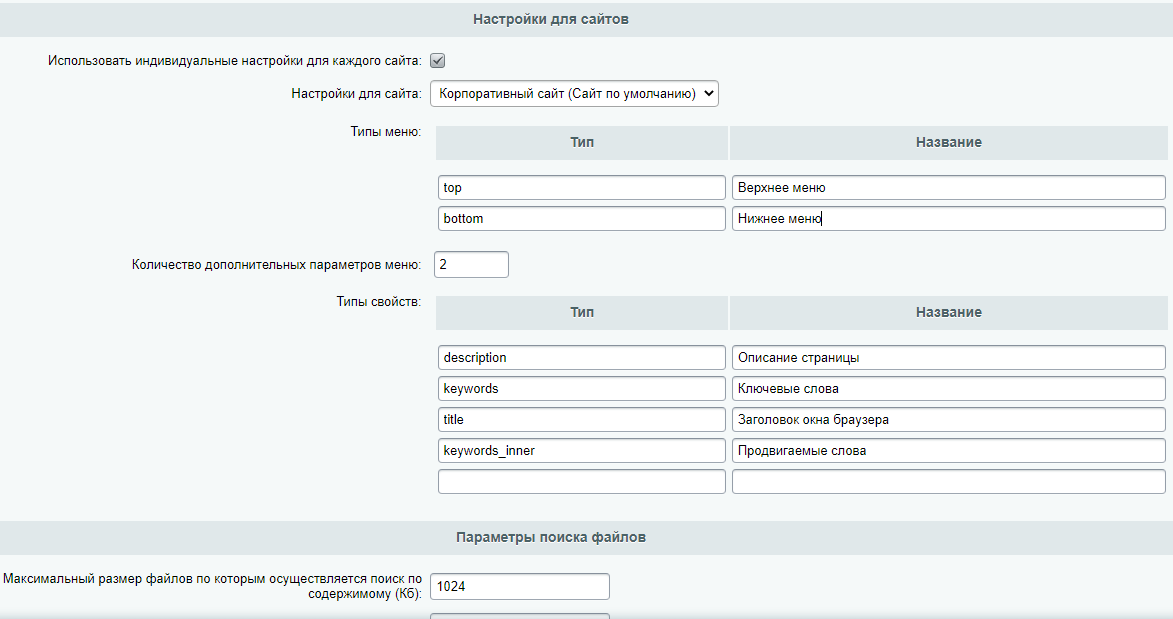 Настройки для сайтов
Использовать индивидуальные настройки для каждого сайта:
Настройки для сайта: Корпоративный сайт (Сайт по умолчанию)
Типы меню: Тип Название
top Верхнее меню
bottom Нижнее меню
Количество дополнительных параметров меню: 2
Типы свойств: Тип Название
description Описание страницы
keywords Ключевые слова
title Заголовок окна браузера
keywords_inner Продвигаемые слова
Параметры поиска файлов
Максимальный размер файлов по которым осуществляется поиск по
содержимому (Кб): 1024